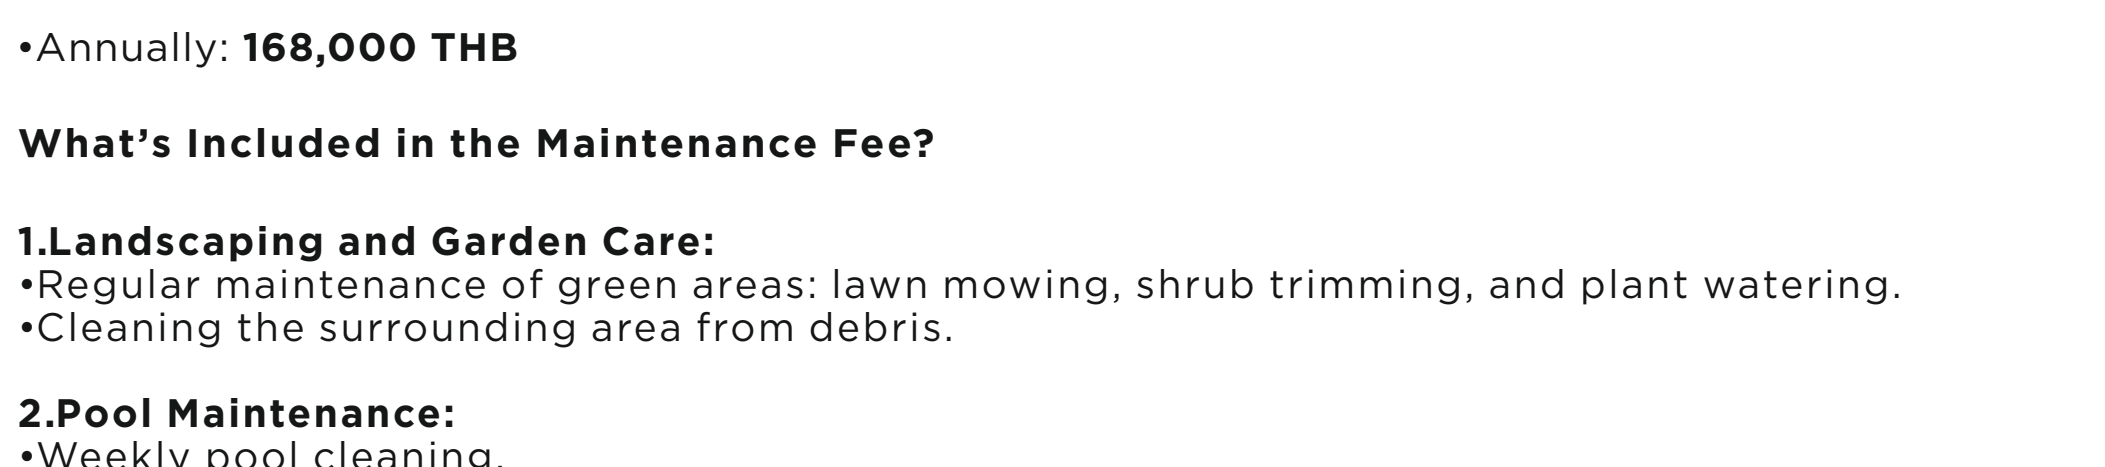 •Annually: 168,000 THB
What’s Included in the Maintenance Fee?
1.Landscaping and Garden Care:
•Regular maintenance of green areas: lawn mowing, shrub trimming, and plant watering.
•Cleaning the surrounding area from debris.
2.Pool Maintenance:
•Weekly pool cleaning.